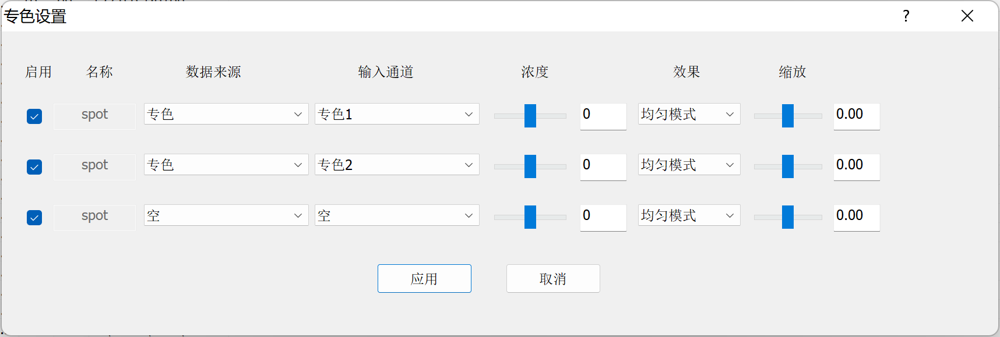 专色设置 ?
启用 名称 数据来源 输入通道 浓度 效果 缩放
spot 专色 专色1 0 均匀模式 0.00
spot 专色 专色2 0 均匀模式 0.00
spot 空 空 0 均匀模式 0.00
应用 取消